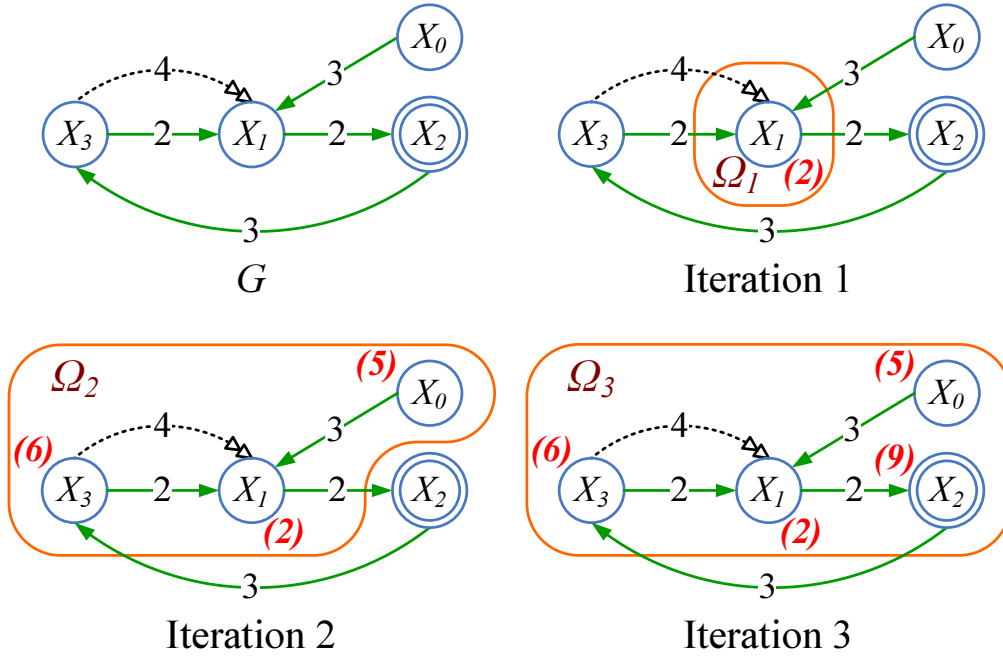 X0 X0
4 3 4 3
X3 2 X1 2 X2 X3 2 X1 2 X2
Ω1 (2)
3 3
G Iteration 1
Ω2 (5) X0 Ω3 (5) X0
4 3 4 3
(6) (6) (9)
X3 2 X1 2 X2 X3 2 X1 2 X2
(2) (2)
3 3
Iteration 2 Iteration 3